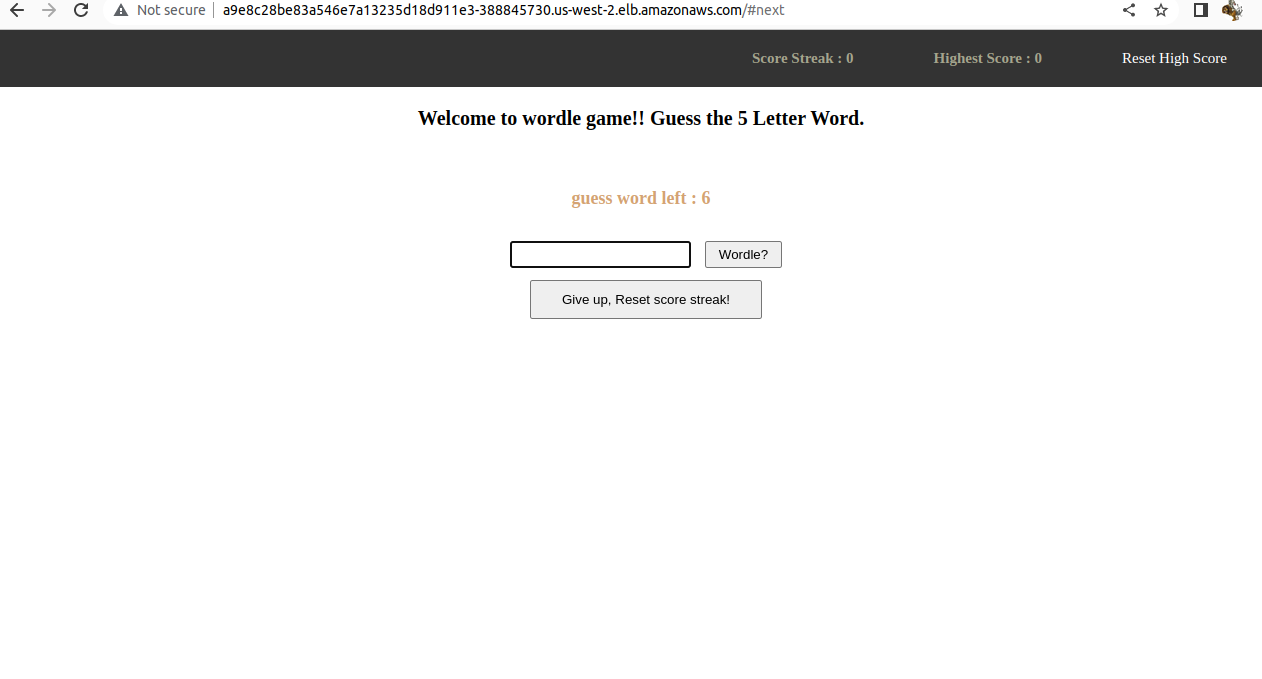 Not secure a9e8c28be83a546e7a13235d18d911e3-388845730.us-west-2.elb.amazonaws.com/#next
Score Streak : 0 Highest Score : 0 Reset High Score
Welcome to wordle game!! Guess the 5 Letter Word.
guess word left : 6
Wordle?
Give up, Reset score streak!